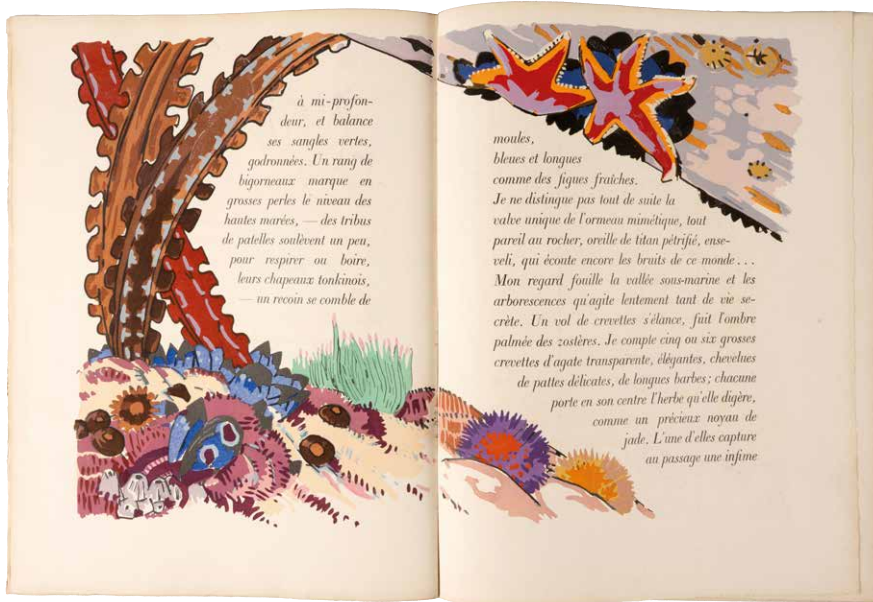 à mi-profon-
deur, et balance
ses sangles vertes,
godronnées. Un rang de
bigorneaux marque en
grosses perles le niveau des
hautes marées, — des tribus
de patelles soulèvent un peu,
pour respirer ou boire,
leurs chapeaux tonkinois,
— un recoin se comble de
moules,
bleues et longues
comme des figues fraîches.
Je ne distingue pas tout de suite la
valve unique de l'ormeau mimétique, tout
pareil au rocher, oreille de titan pétrifié, ense-
veli, qui écoute encore les bruits de ce monde...
Mon regard fouille la vallée sous-marine et les
arborescences qu'agite lentement tant de vie se-
crète. Un vol de crevettes s'élance, fuit l'ombre
palmée des zostères. Je compte cinq ou six grosses
crevettes d'agate transparente, élégantes, chevelues
de pattes délicates, de longues barbes; chacune
porte en son centre l'herbe qu'elle digère,
comme un précieux noyau de
jade. L'une d'elles capture
au passage une infime